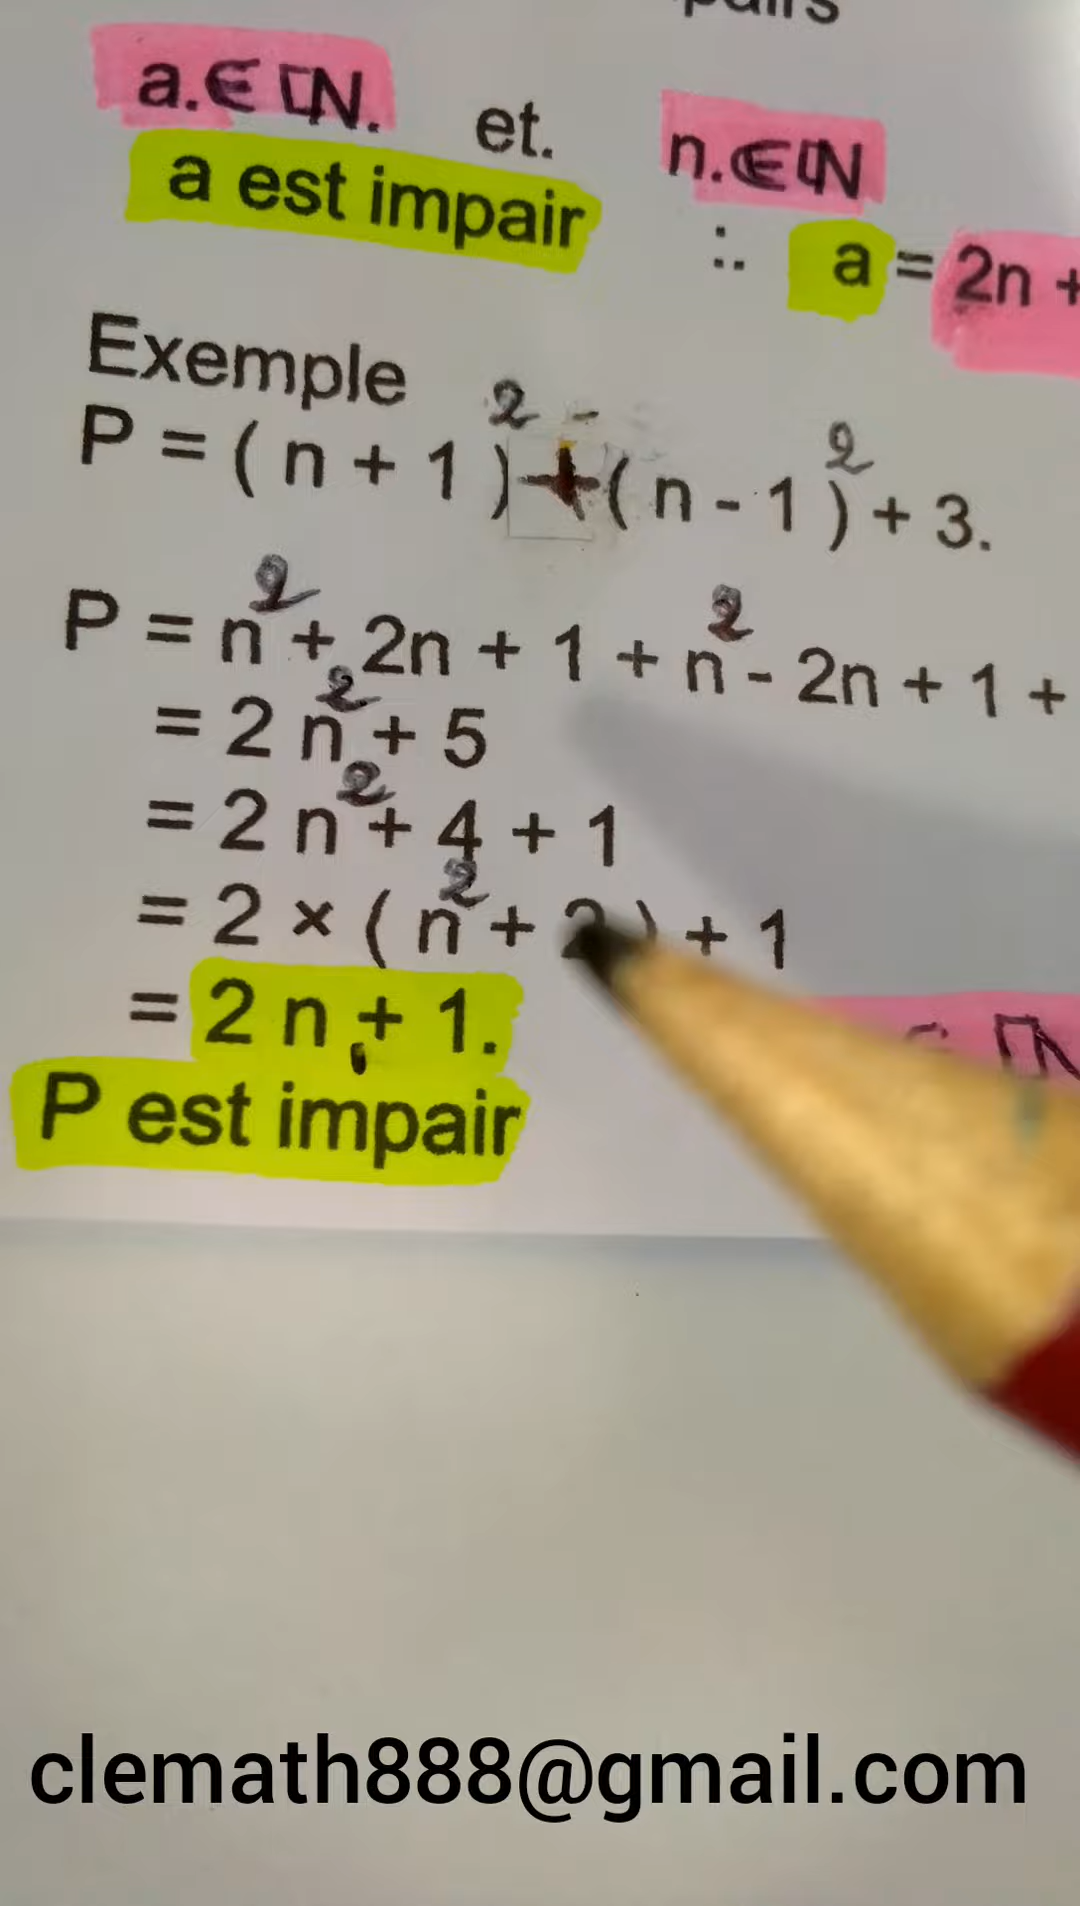 a.∈ ℕ. et. n.∈ℕ
a est impair ∴ a = 2n +
Exemple
P = ( n + 1 )² + ( n - 1 )² + 3.
P = n² + 2n + 1 + n² - 2n + 1 +
= 2 n² + 5
= 2 n² + 4 + 1
= 2 × ( n² + 2 ) + 1
= 2 n, + 1.
P est impair
clemath888@gmail.com